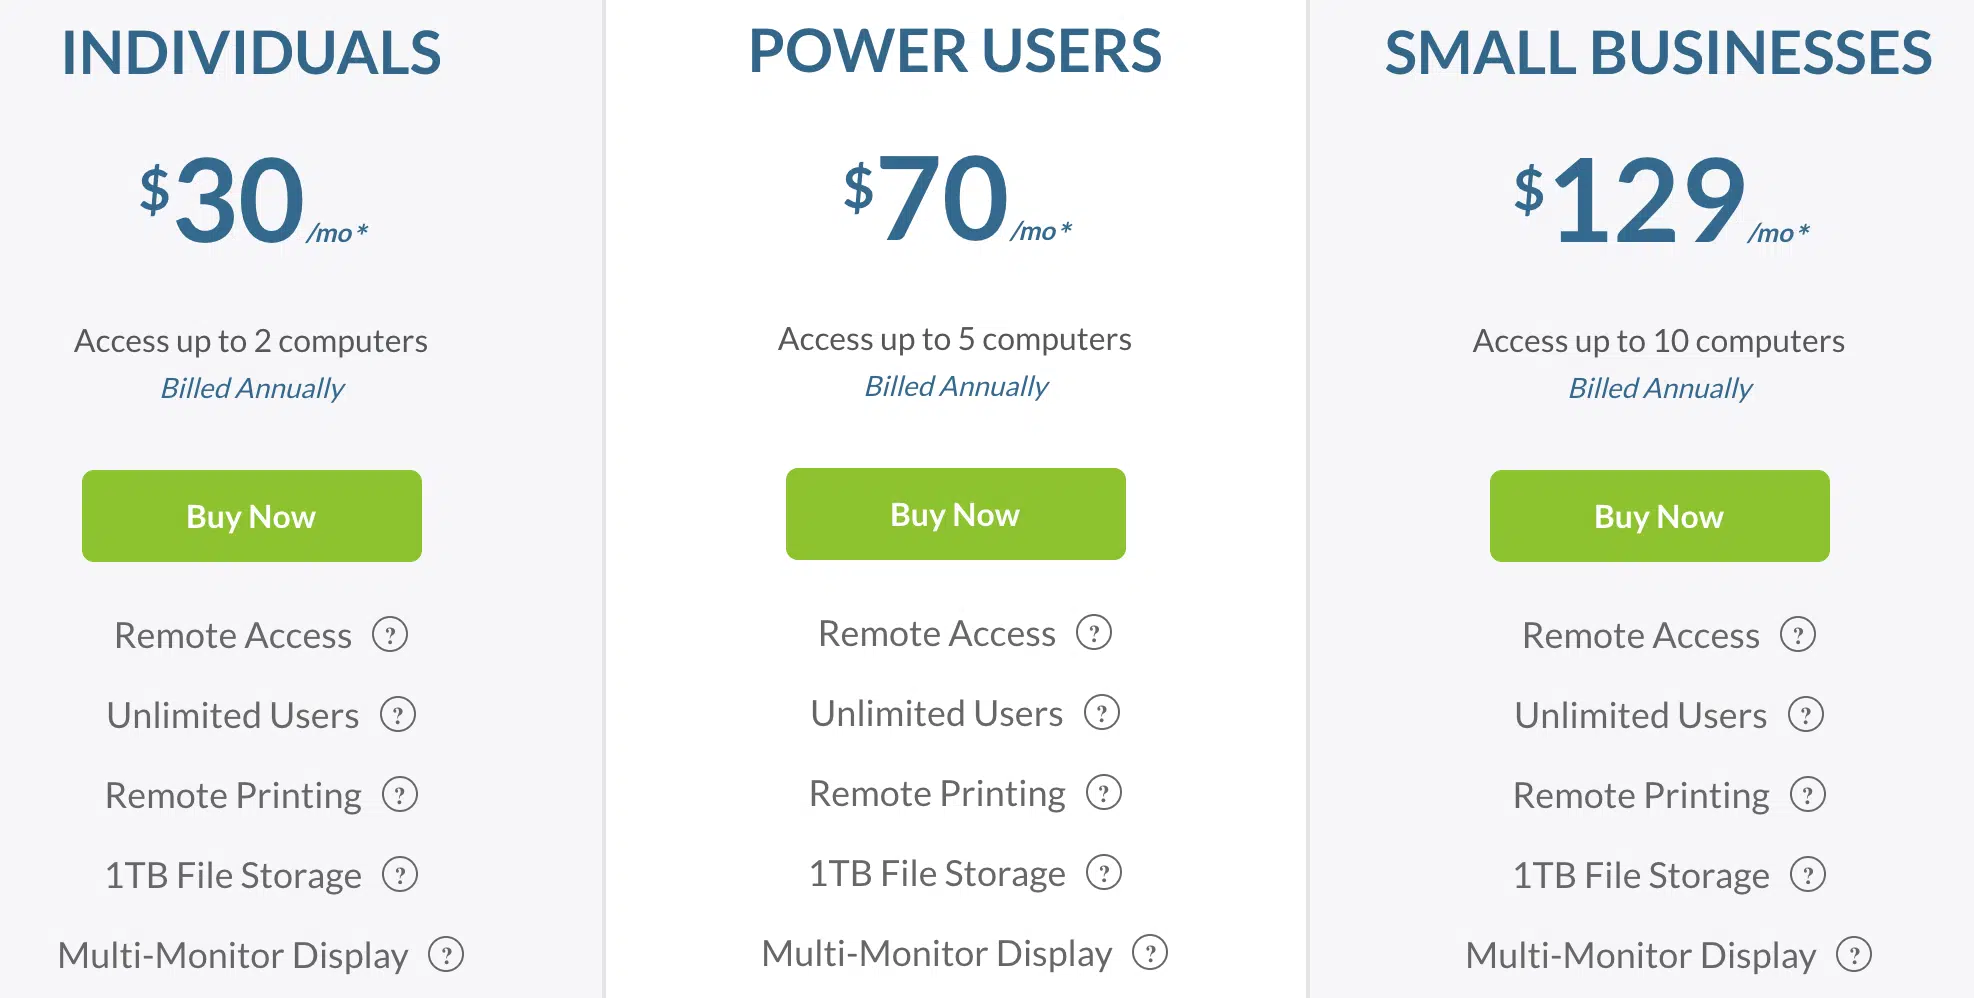 INDIVIDUALS
$30/mo*
Access up to 2 computers
Billed Annually
Buy Now
Remote Access ?
Unlimited Users ?
Remote Printing ?
1TB File Storage ?
Multi-Monitor Display ?
POWER USERS
$70/mo*
Access up to 5 computers
Billed Annually
Buy Now
Remote Access ?
Unlimited Users ?
Remote Printing ?
1TB File Storage ?
Multi-Monitor Display ?
SMALL BUSINESSES
$129/mo*
Access up to 10 computers
Billed Annually
Buy Now
Remote Access ?
Unlimited Users ?
Remote Printing ?
1TB File Storage ?
Multi-Monitor Display ?